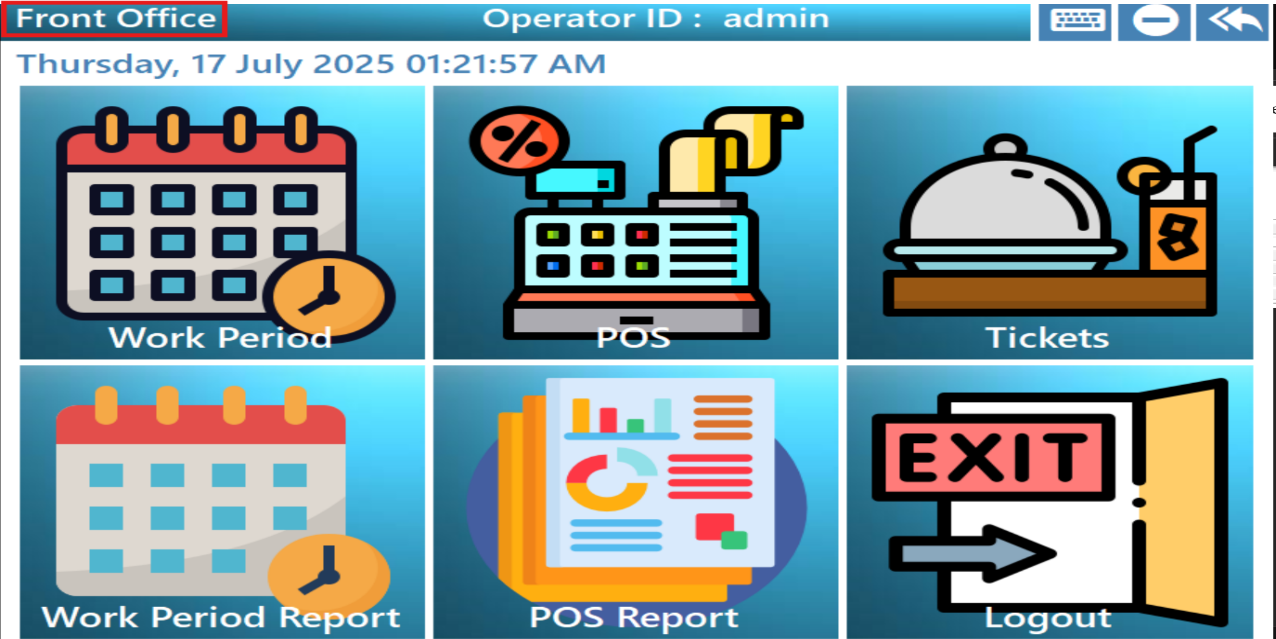 Front Office Operator ID : admin
Thursday, 17 July 2025 01:21:57 AM
Work Period
POS
Tickets
EXIT
Work Period Report
POS Report
Logout